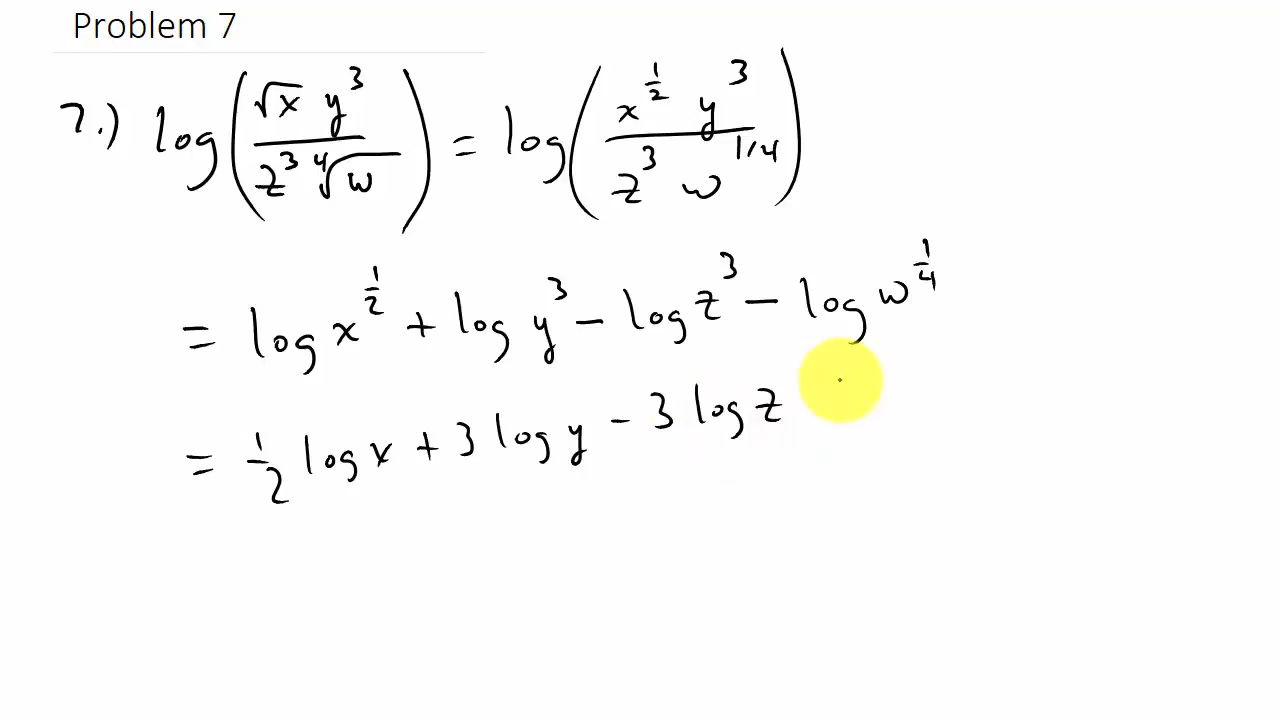 Problem 7
7.) log(√x y³ / z³ ∜w) = log(x^½ y³ / z³ w^1/4)
= log x^½ + log y³ − log z³ − log w^¼
= ½ log x + 3 log y − 3 log z